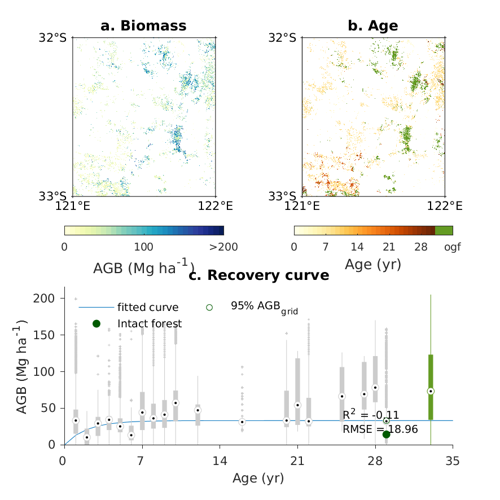 a. Biomass
b. Age
32°S
33°S
121°E
122°E
32°S
33°S
121°E
122°E
0
100
>200
AGB (Mg ha-1)
0
7
14
21
28
ogf
Age (yr)
c. Recovery curve
fitted curve
Intact forest
95% AGBgrid
R2 = -0.11
RMSE = 18.96
200
150
100
50
0
AGB (Mg ha-1)
0
7
14
21
28
35
Age (yr)